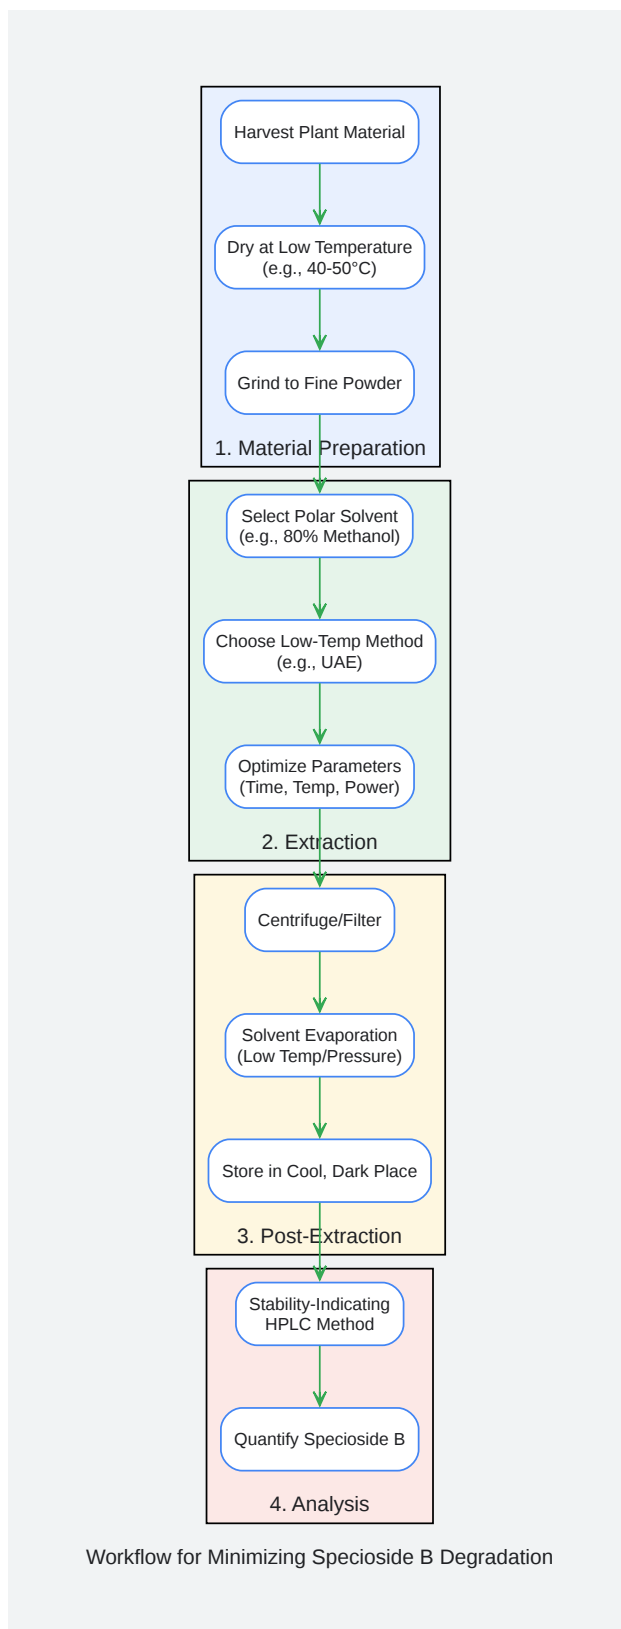 Harvest Plant Material
Dry at Low Temperature
(e.g., 40-50°C)
Grind to Fine Powder
1. Material Preparation
Select Polar Solvent
(e.g., 80% Methanol)
Choose Low-Temp Method
(e.g., UAE)
Optimize Parameters
(Time, Temp, Power)
2. Extraction
Centrifuge/Filter
Solvent Evaporation
(Low Temp/Pressure)
Store in Cool, Dark Place
3. Post-Extraction
Stability-Indicating
HPLC Method
Quantify Specioside B
4. Analysis
Workflow for Minimizing Specioside B Degradation